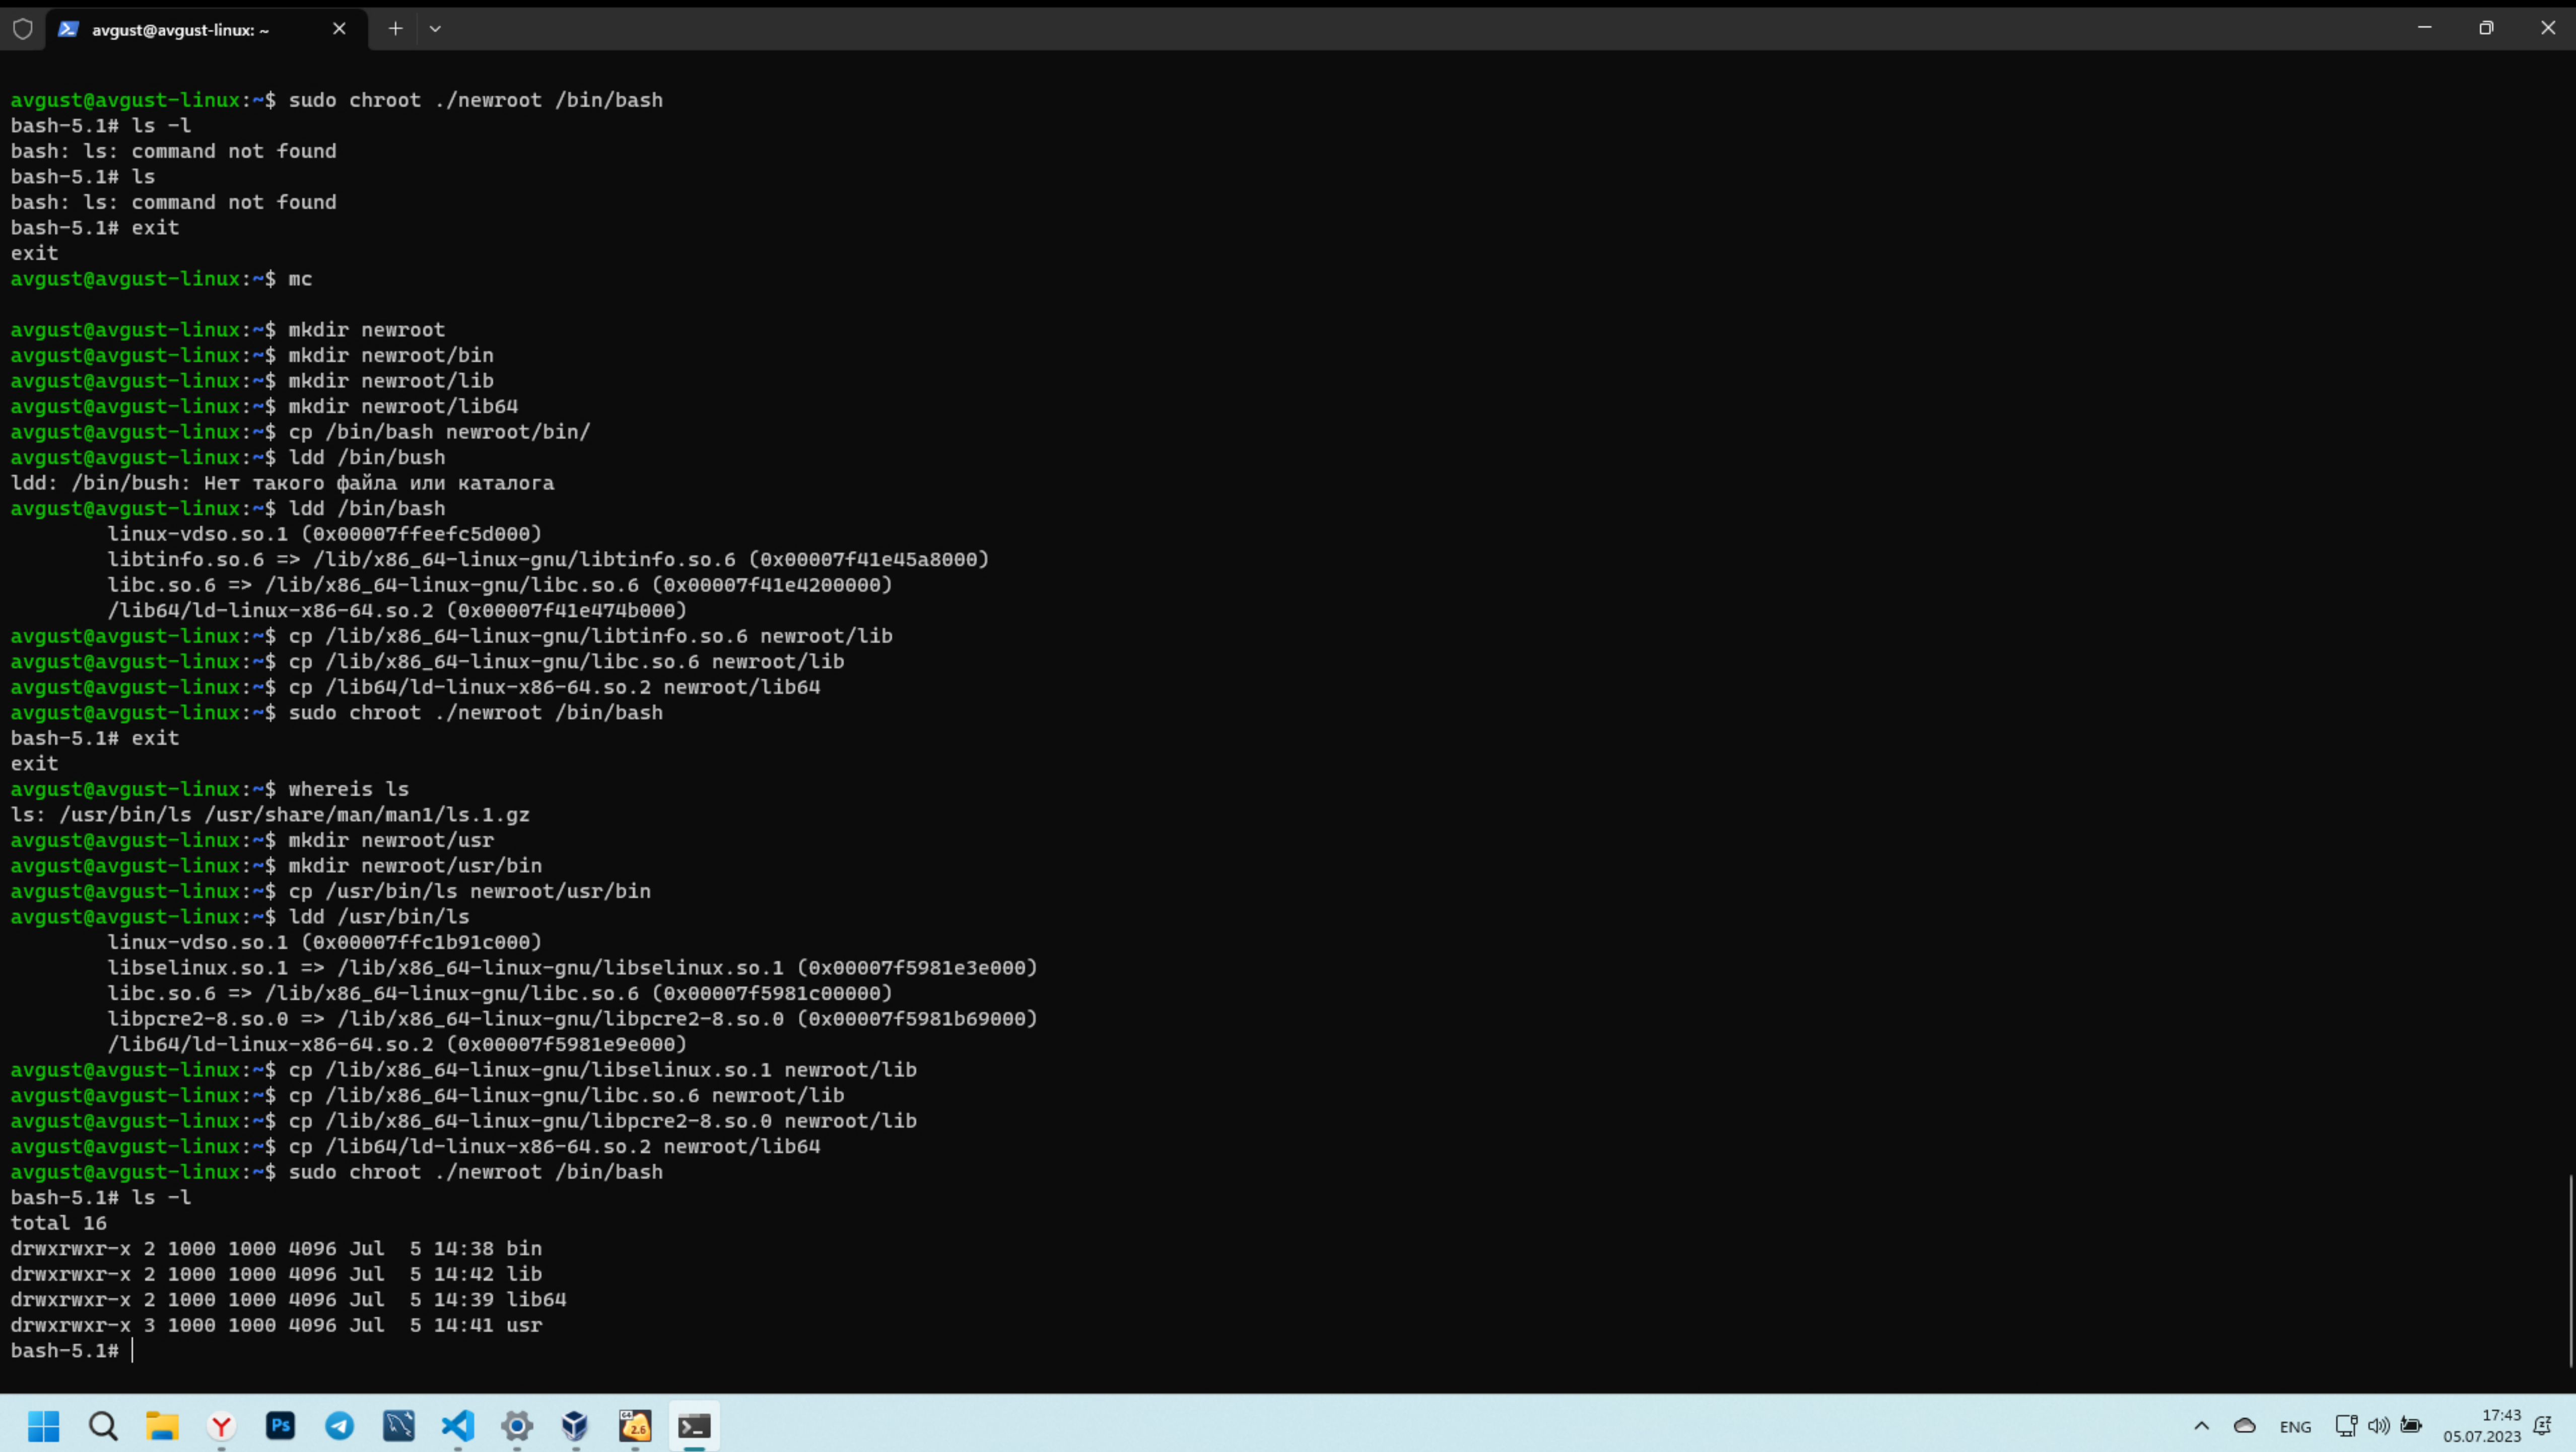 avgust@avgust-linux: ~
avgust@avgust-linux:~$ sudo chroot ./newroot /bin/bash
bash-5.1# ls -l
bash: ls: command not found
bash-5.1# ls
bash: ls: command not found
bash-5.1# exit
exit
avgust@avgust-linux:~$ mc
avgust@avgust-linux:~$ mkdir newroot
avgust@avgust-linux:~$ mkdir newroot/bin
avgust@avgust-linux:~$ mkdir newroot/lib
avgust@avgust-linux:~$ mkdir newroot/lib64
avgust@avgust-linux:~$ cp /bin/bash newroot/bin/
avgust@avgust-linux:~$ ldd /bin/bush
ldd: /bin/bush: Нет такого файла или каталога
avgust@avgust-linux:~$ ldd /bin/bash
linux-vdso.so.1 (0x00007ffeefc5d000)
libtinfo.so.6 => /lib/x86_64-linux-gnu/libtinfo.so.6 (0x00007f41e45a8000)
libc.so.6 => /lib/x86_64-linux-gnu/libc.so.6 (0x00007f41e4200000)
/lib64/ld-linux-x86-64.so.2 (0x00007f41e474b000)
avgust@avgust-linux:~$ cp /lib/x86_64-linux-gnu/libtinfo.so.6 newroot/lib
avgust@avgust-linux:~$ cp /lib/x86_64-linux-gnu/libc.so.6 newroot/lib
avgust@avgust-linux:~$ cp /lib64/ld-linux-x86-64.so.2 newroot/lib64
avgust@avgust-linux:~$ sudo chroot ./newroot /bin/bash
bash-5.1# exit
exit
avgust@avgust-linux:~$ whereis ls
ls: /usr/bin/ls /usr/share/man/man1/ls.1.gz
avgust@avgust-linux:~$ mkdir newroot/usr
avgust@avgust-linux:~$ mkdir newroot/usr/bin
avgust@avgust-linux:~$ cp /usr/bin/ls newroot/usr/bin
avgust@avgust-linux:~$ ldd /usr/bin/ls
linux-vdso.so.1 (0x00007ffc1b91c000)
libselinux.so.1 => /lib/x86_64-linux-gnu/libselinux.so.1 (0x00007f5981e3e000)
libc.so.6 => /lib/x86_64-linux-gnu/libc.so.6 (0x00007f5981c00000)
libpcre2-8.so.0 => /lib/x86_64-linux-gnu/libpcre2-8.so.0 (0x00007f5981b69000)
/lib64/ld-linux-x86-64.so.2 (0x00007f5981e9e000)
avgust@avgust-linux:~$ cp /lib/x86_64-linux-gnu/libselinux.so.1 newroot/lib
avgust@avgust-linux:~$ cp /lib/x86_64-linux-gnu/libc.so.6 newroot/lib
avgust@avgust-linux:~$ cp /lib/x86_64-linux-gnu/libpcre2-8.so.0 newroot/lib
avgust@avgust-linux:~$ cp /lib64/ld-linux-x86-64.so.2 newroot/lib64
avgust@avgust-linux:~$ sudo chroot ./newroot /bin/bash
bash-5.1# ls -l
total 16
drwxrwxr-x 2 1000 1000 4096 Jul  5 14:38 bin
drwxrwxr-x 2 1000 1000 4096 Jul  5 14:42 lib
drwxrwxr-x 2 1000 1000 4096 Jul  5 14:39 lib64
drwxrwxr-x 3 1000 1000 4096 Jul  5 14:41 usr
bash-5.1#
Y
Ps
64
2.6
ENG
17:43
05.07.2023